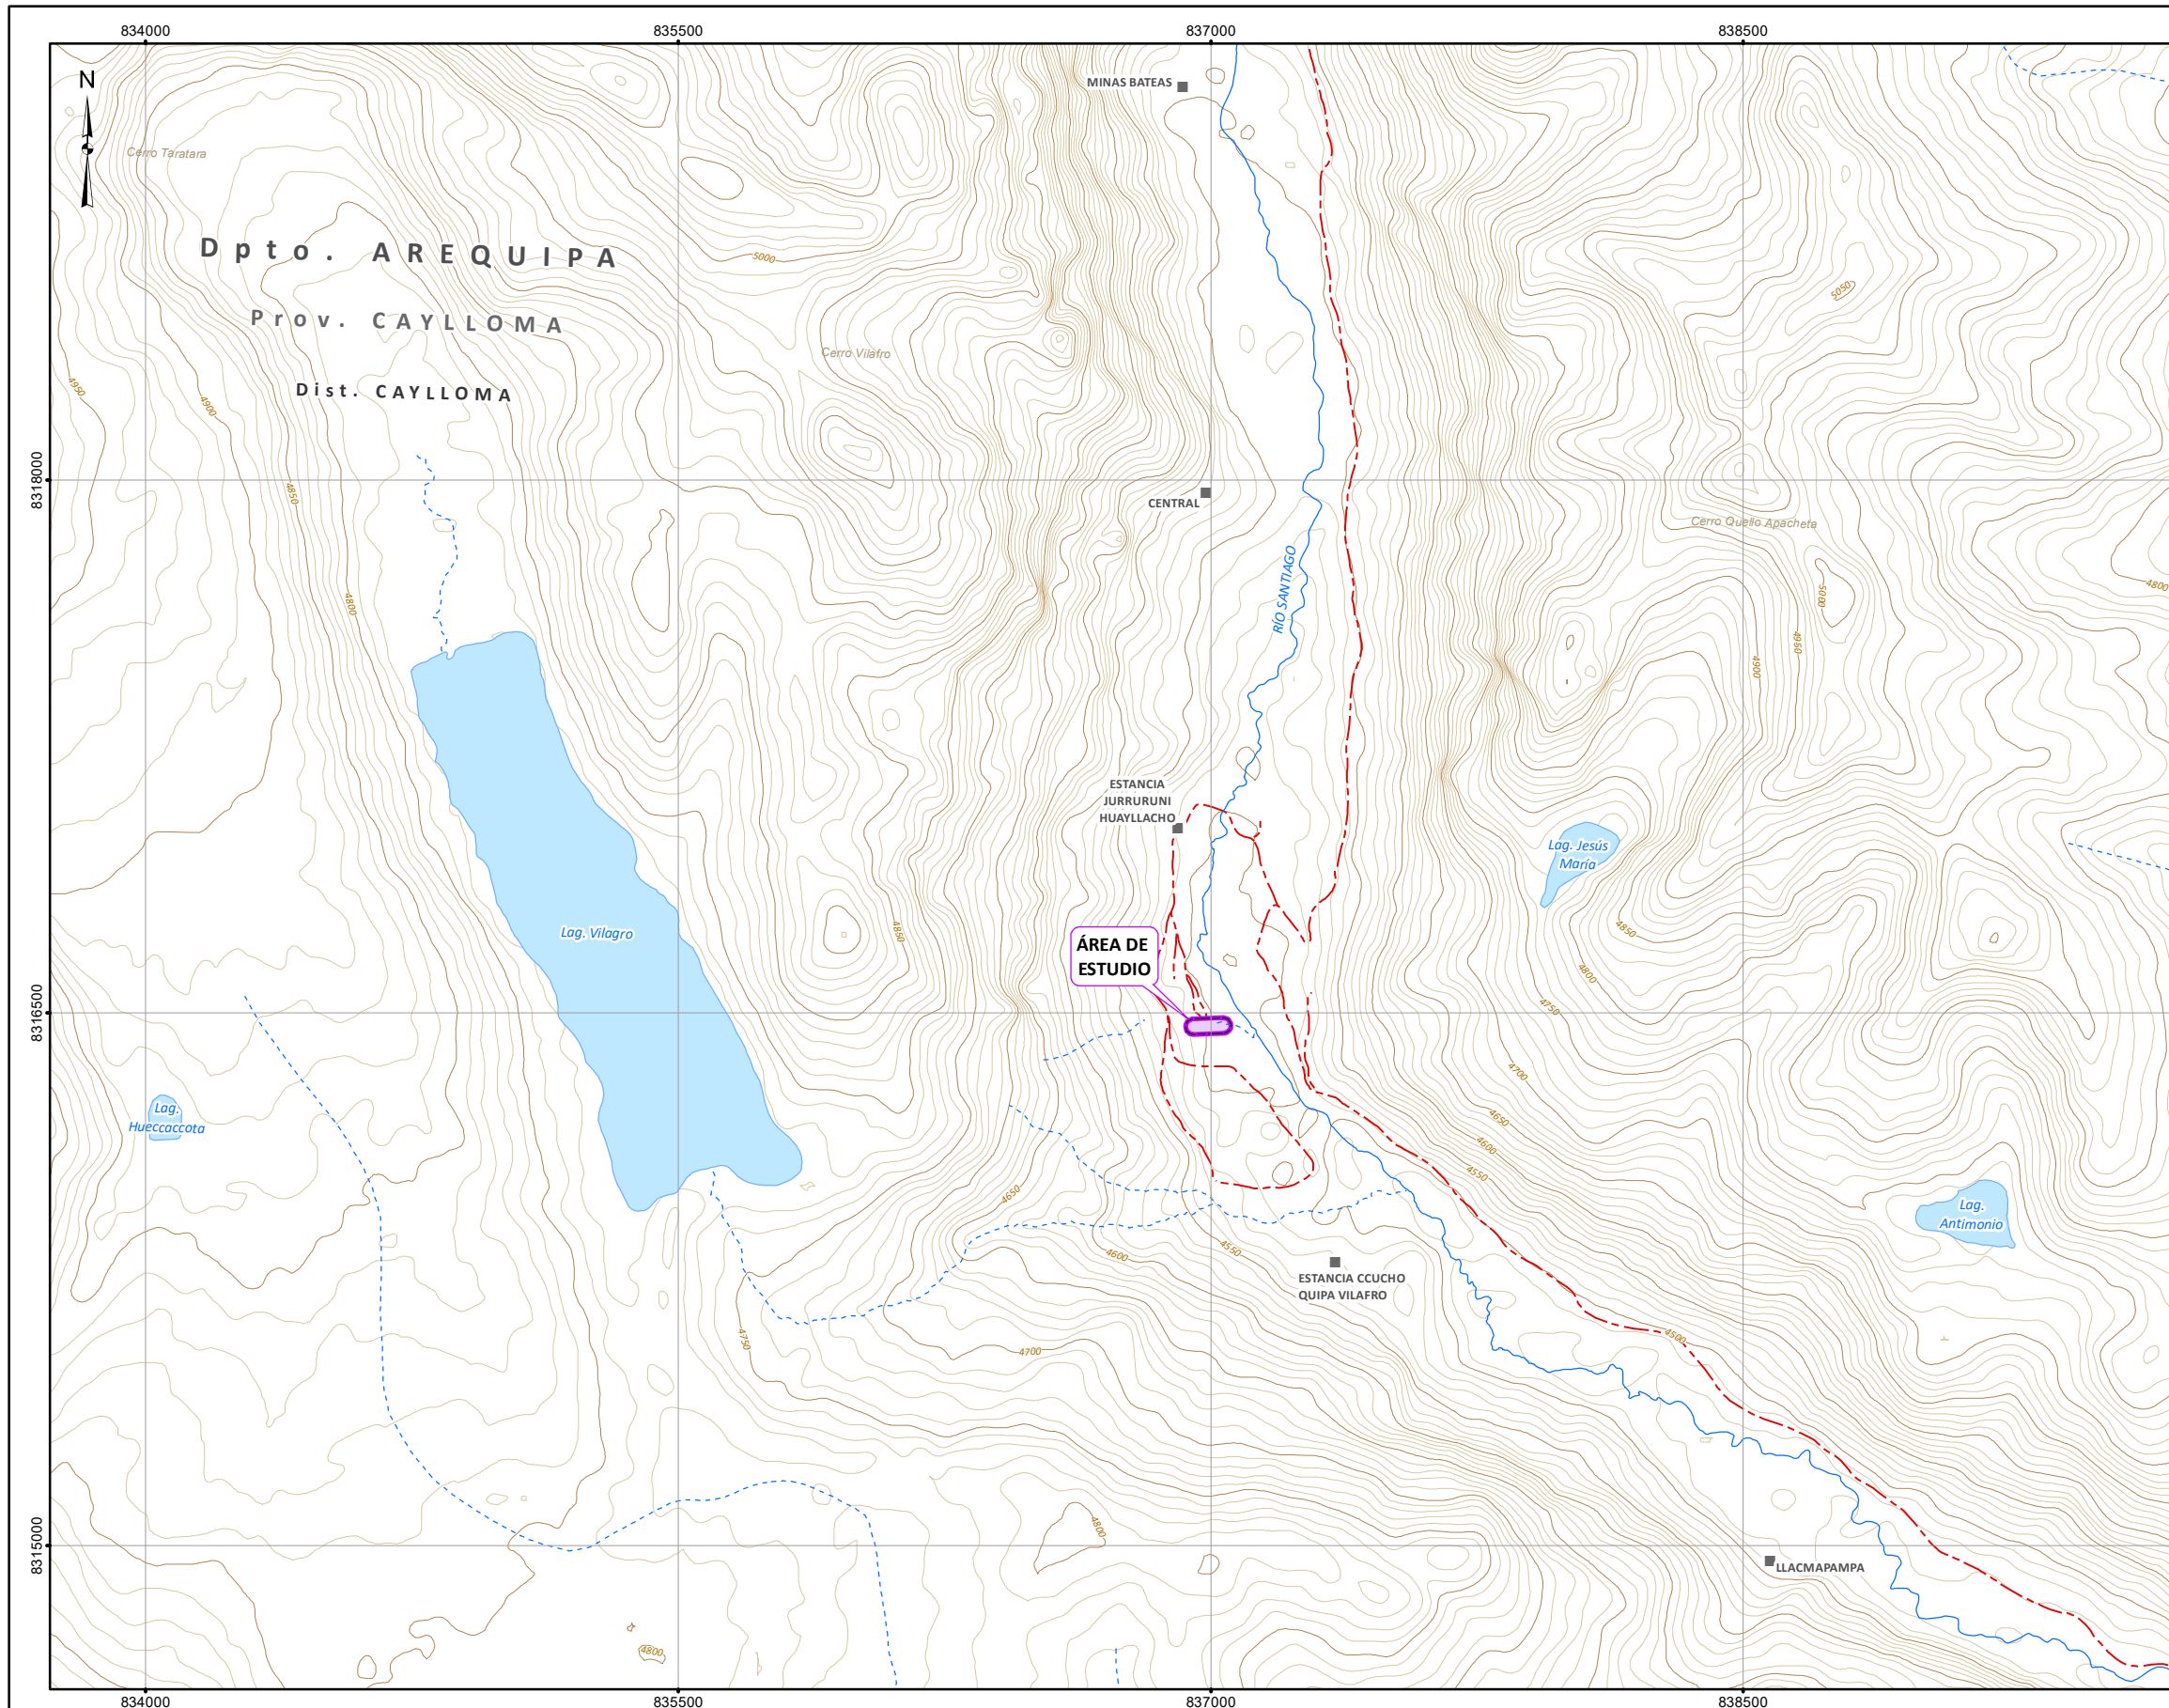 834000
835500
837000
838500
N
MINAS BATEAS
Cerro Taratara
Dpto. AREQUIPA
5000
5050
Prov. CAYLLOMA
Cerro Vilafro
4950
Dist. CAYLLOMA
4900
8318000
4850
CENTRAL
Cerro Quello Apacheta
RÍO SANTIAGO
4800
4800
5000
4950
4900
ESTANCIA
JURRURUNI
HUAYLLACHO
Lag. Jesús
María
Lag. Vilagro
4850
4850
ÁREA DE
ESTUDIO
4800
8316500
4750
4700
Lag.
Hueccaccota
4650
4600
4550
4650
Lag.
Antimonio
4600
4550
ESTANCIA CCUCHO
QUIPA VILAFRO
4750
4700
4500
8315000
4800
LLACMAPAMPA
4800
834000
835500
837000
838500